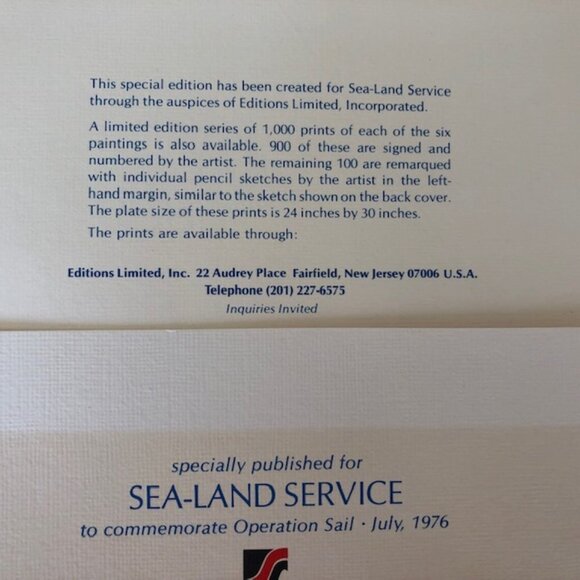 This special edition has been created for Sea-Land Service
through the auspices of Editions Limited, Incorporated.
A limited edition series of 1,000 prints of each of the six
paintings is also available. 900 of these are signed and
numbered by the artist. The remaining 100 are remarqued
with individual pencil sketches by the artist in the left-
hand margin, similar to the sketch shown on the back cover.
The plate size of these prints is 24 inches by 30 inches.
The prints are available through:
Editions Limited, Inc. 22 Audrey Place Fairfield, New Jersey 07006 U.S.A.
Telephone (201) 227-6575
Inquiries Invited
specially published for
SEA-LAND SERVICE
to commemorate Operation Sail · July, 1976